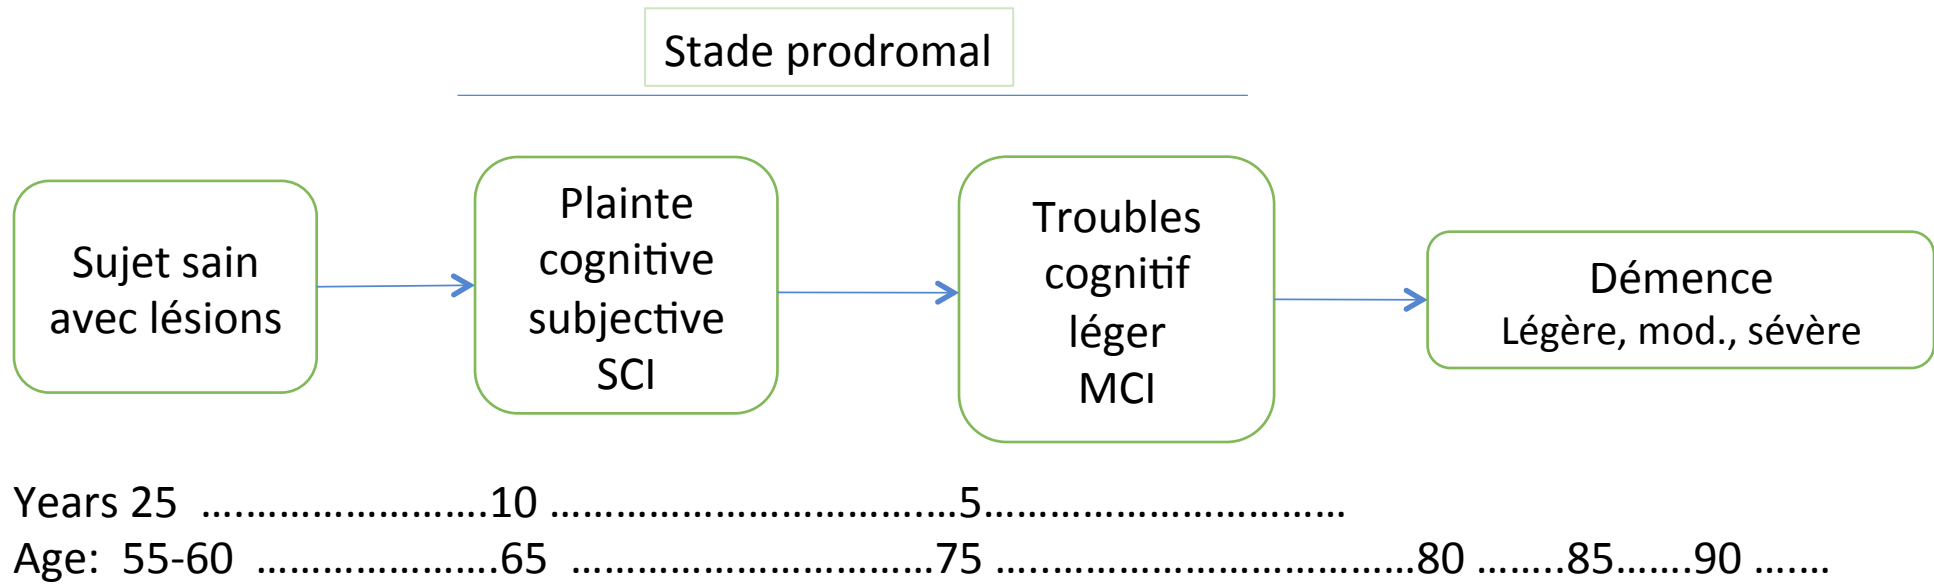 Stade prodromal
Sujet sain
avec lésions
Plainte
cognitive
subjective
SCI
Troubles
cognitif
léger
MCI
Démence
Légère, mod., sévère
Years 25 ….…………………..10 …………………………….…5……………………………
Age: 55-60 ………………….65 ……………………………75 …..……………………………..80 ……..85…….90 ….…